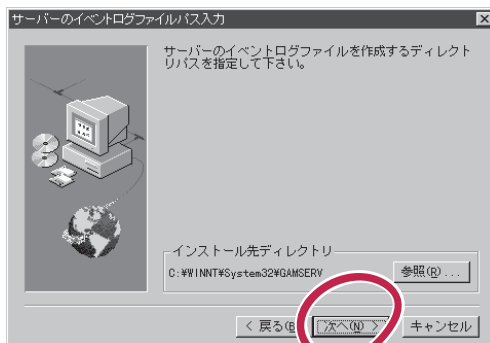 サーバーのイベントログファイルパス入力
サーバーのイベントログファイルを作成するディレクト
リパスを指定して下さい。
インストール先ディレクトリ
C:¥WINNT¥System32¥GAMSERV
参照(R)...
< 戻る(B)
次へ(N) >
キャンセル